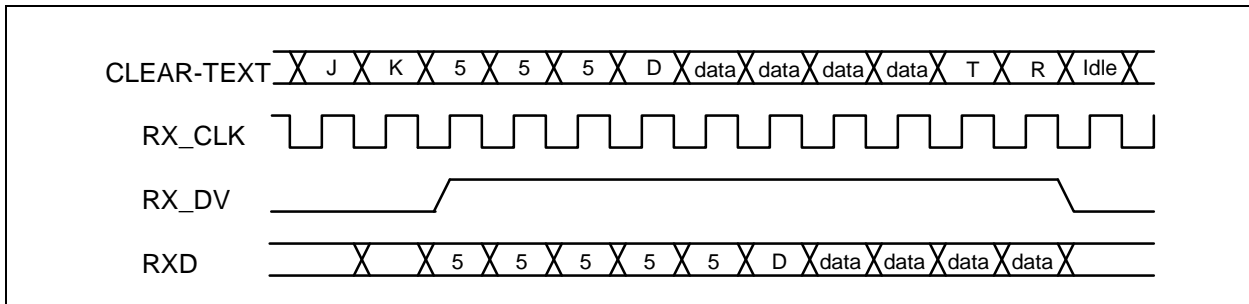 CLEAR-TEXT J K 5 5 5 D data data data data T R Idle
RX_CLK
RX_DV
RXD 5 5 5 5 5 D data data data data